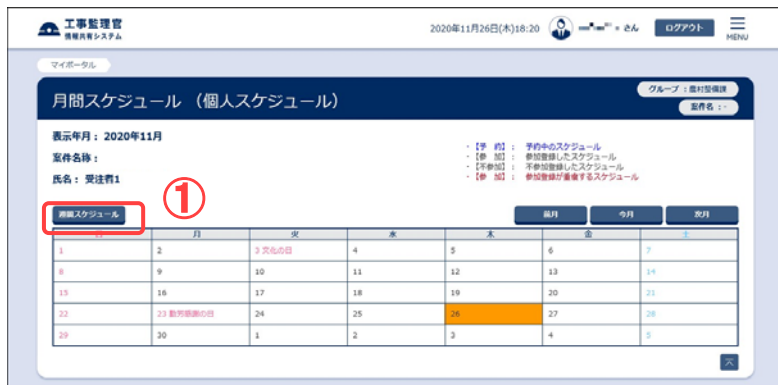 工事監理官
情報共有システム
2020年11月26日(木)18:20
さん
ログアウト
MENU
マイポータル
月間スケジュール （個人スケジュール）
グループ：農村整備課
案件名：-
表示年月： 2020年11月
案件名称：
氏名： 受注者1
・【予 約】： 予約中のスケジュール
・【参 加】： 参加登録したスケジュール
・【不参加】： 不参加登録したスケジュール
・【参 加】： 参加登録が重複するスケジュール
①
週間スケジュール
前月 今月 次月
日 月 火 水 木 金 土
1 2 3 文化の日 4 5 6 7
8 9 10 11 12 13 14
15 16 17 18 19 20 21
22 23 勤労感謝の日 24 25 26 27 28
29 30 1 2 3 4 5